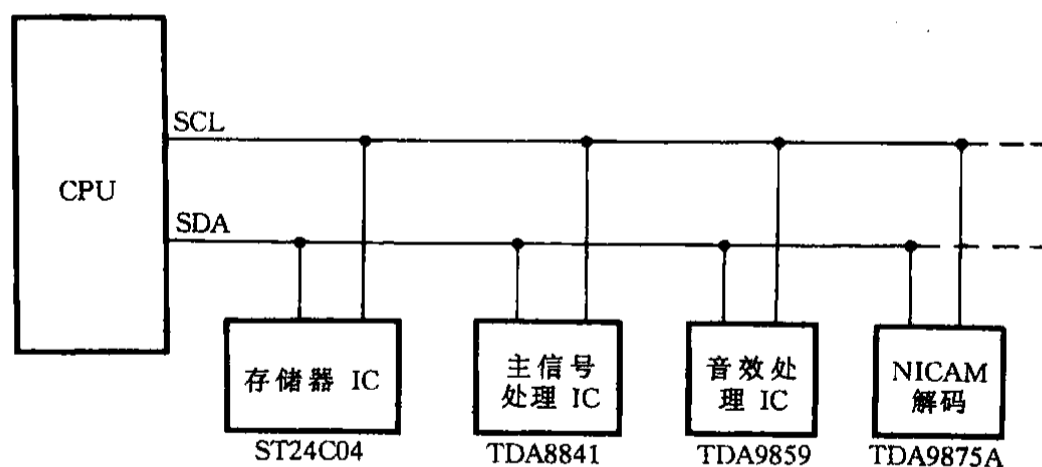 SCL
CPU
SDA
存储器 IC
主信号
处理 IC
音效处
理 IC
NICAM
解码
ST24C04
TDA8841
TDA9859
TDA9875A